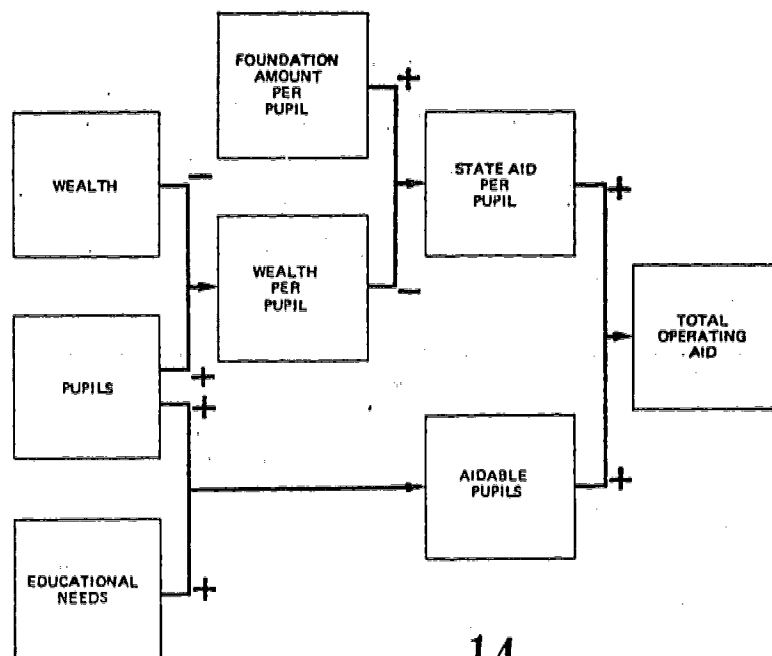 FOUNDATION
AMOUNT
PER
PUPIL
+
WEALTH
−
STATE AID
PER
PUPIL
+
WEALTH
PER
PUPIL
−
TOTAL
OPERATING
AID
PUPILS
+
+
AIDABLE
PUPILS
+
EDUCATIONAL
NEEDS
+
14